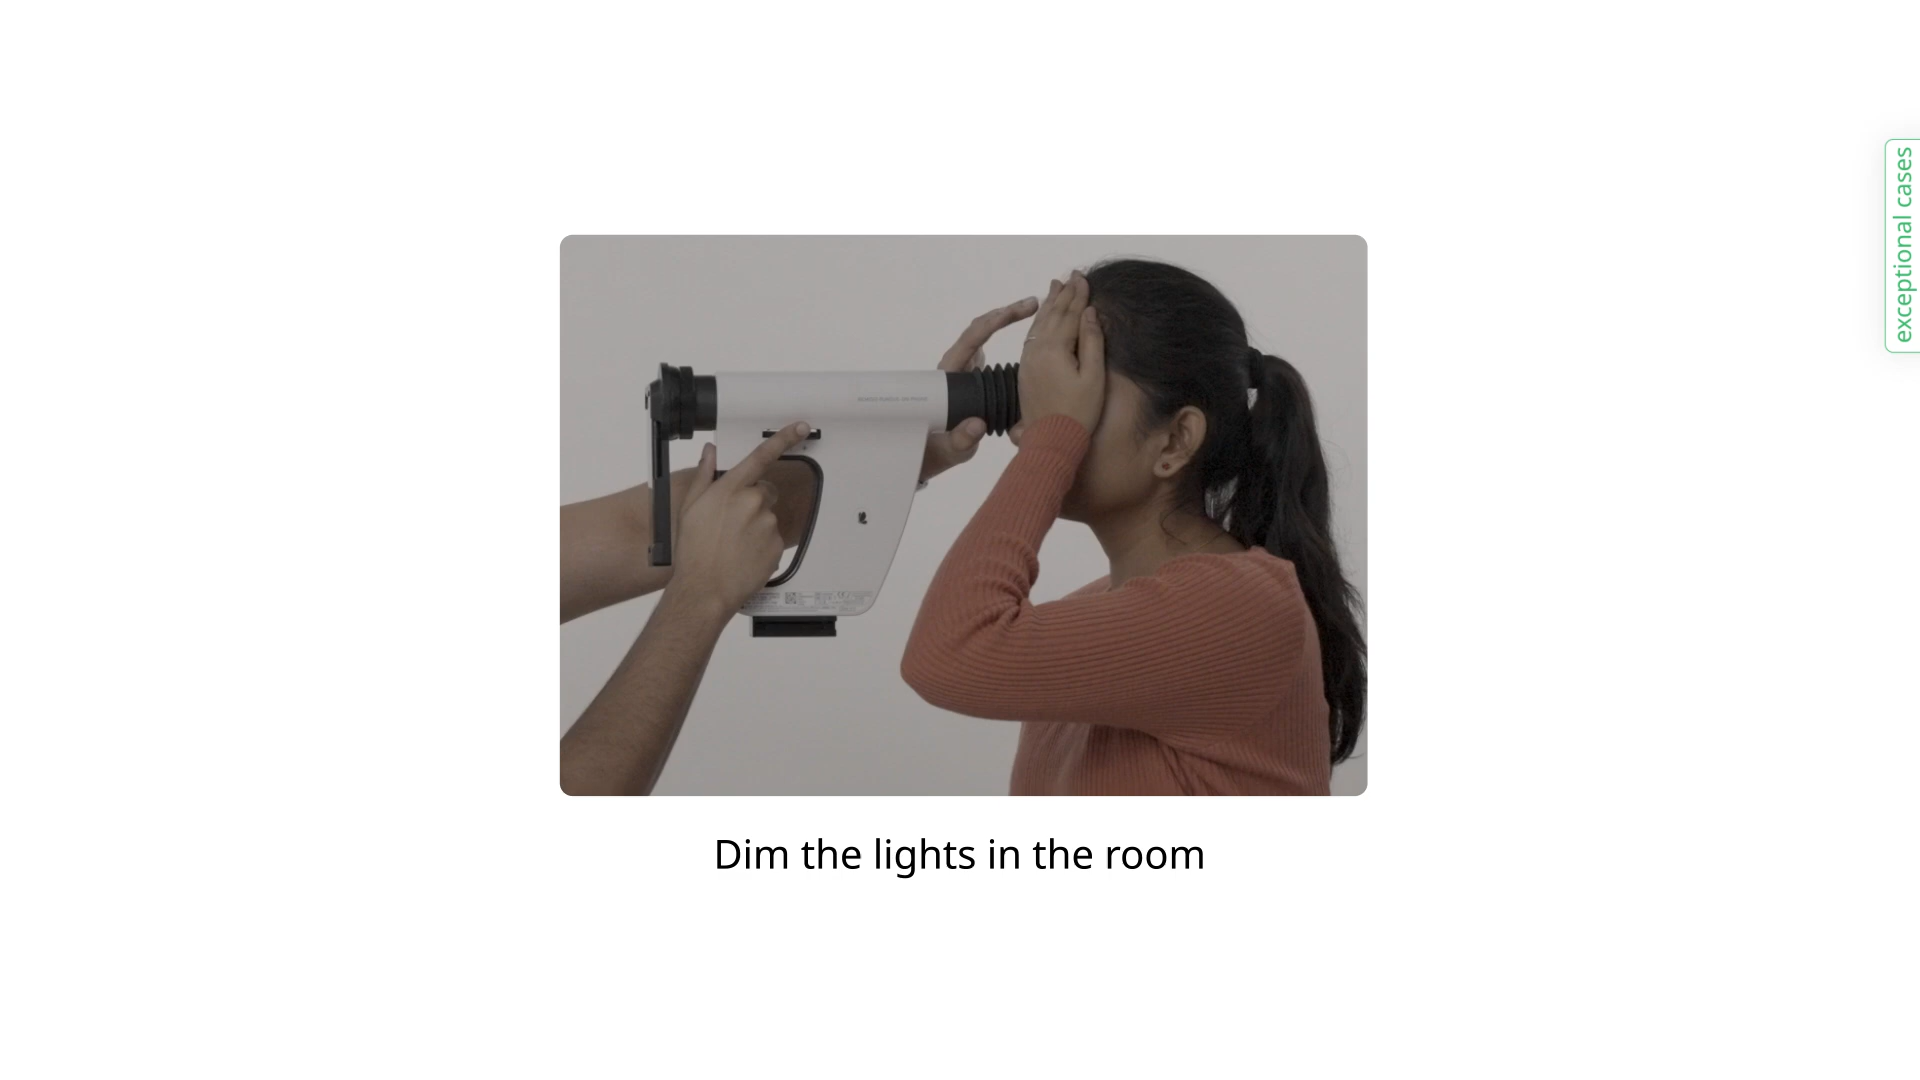 exceptional cases
Dim the lights in the room